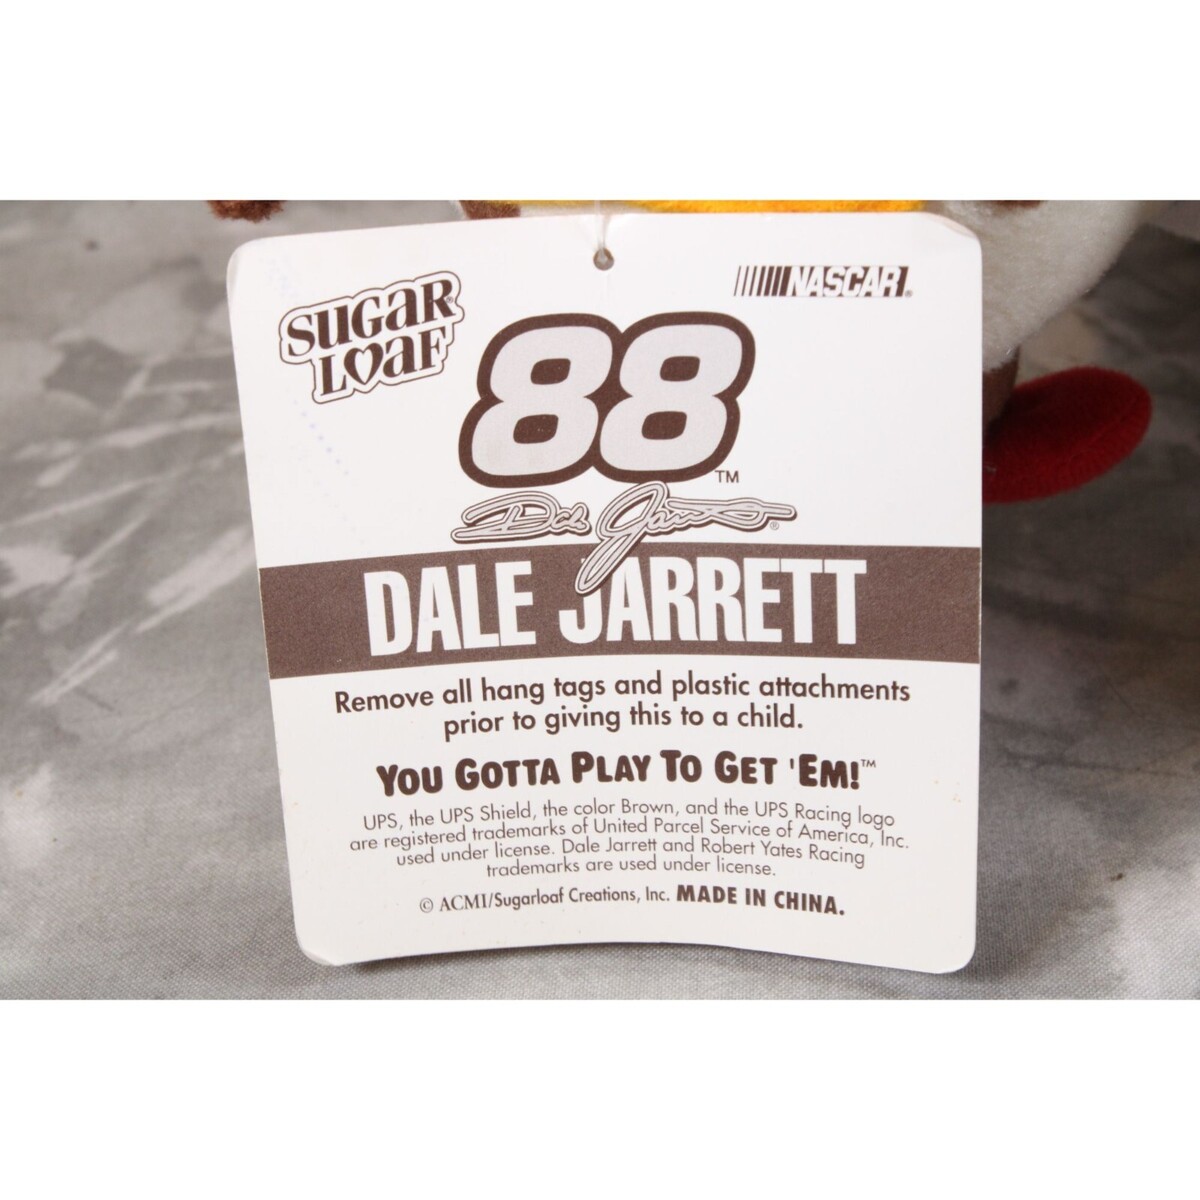 SUGAR
LOAF®
NASCAR®
88™
Dale Jarrett®
DALE JARRETT
Remove all hang tags and plastic attachments
prior to giving this to a child.
YOU GOTTA PLAY TO GET 'EM!™
UPS, the UPS Shield, the color Brown, and the UPS Racing logo
are registered trademarks of United Parcel Service of America, Inc.
used under license. Dale Jarrett and Robert Yates Racing
trademarks are used under license.
© ACMI/Sugarloaf Creations, Inc. MADE IN CHINA.